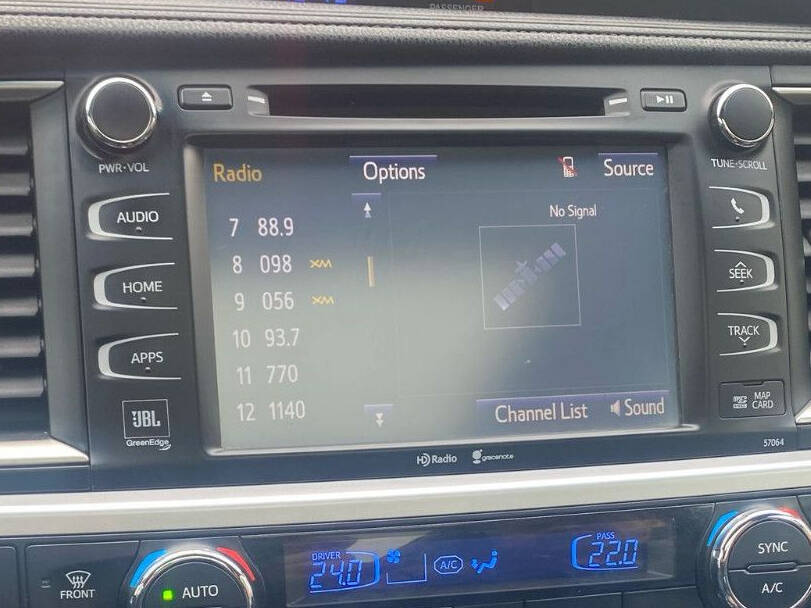 PASSENGER
PWR·VOL
TUNE·SCROLL
Radio
Options
Source
No Signal
7 88.9
8 098 XM
9 056 XM
10 93.7
11 770
12 1140
Channel List
Sound
AUDIO
HOME
APPS
JBL
GreenEdge
SEEK
TRACK
MAP
CARD
HD Radio
gracenote
57064
FRONT
AUTO
DRIVER
24.0
A/C
PASS
22.0
SYNC
A/C